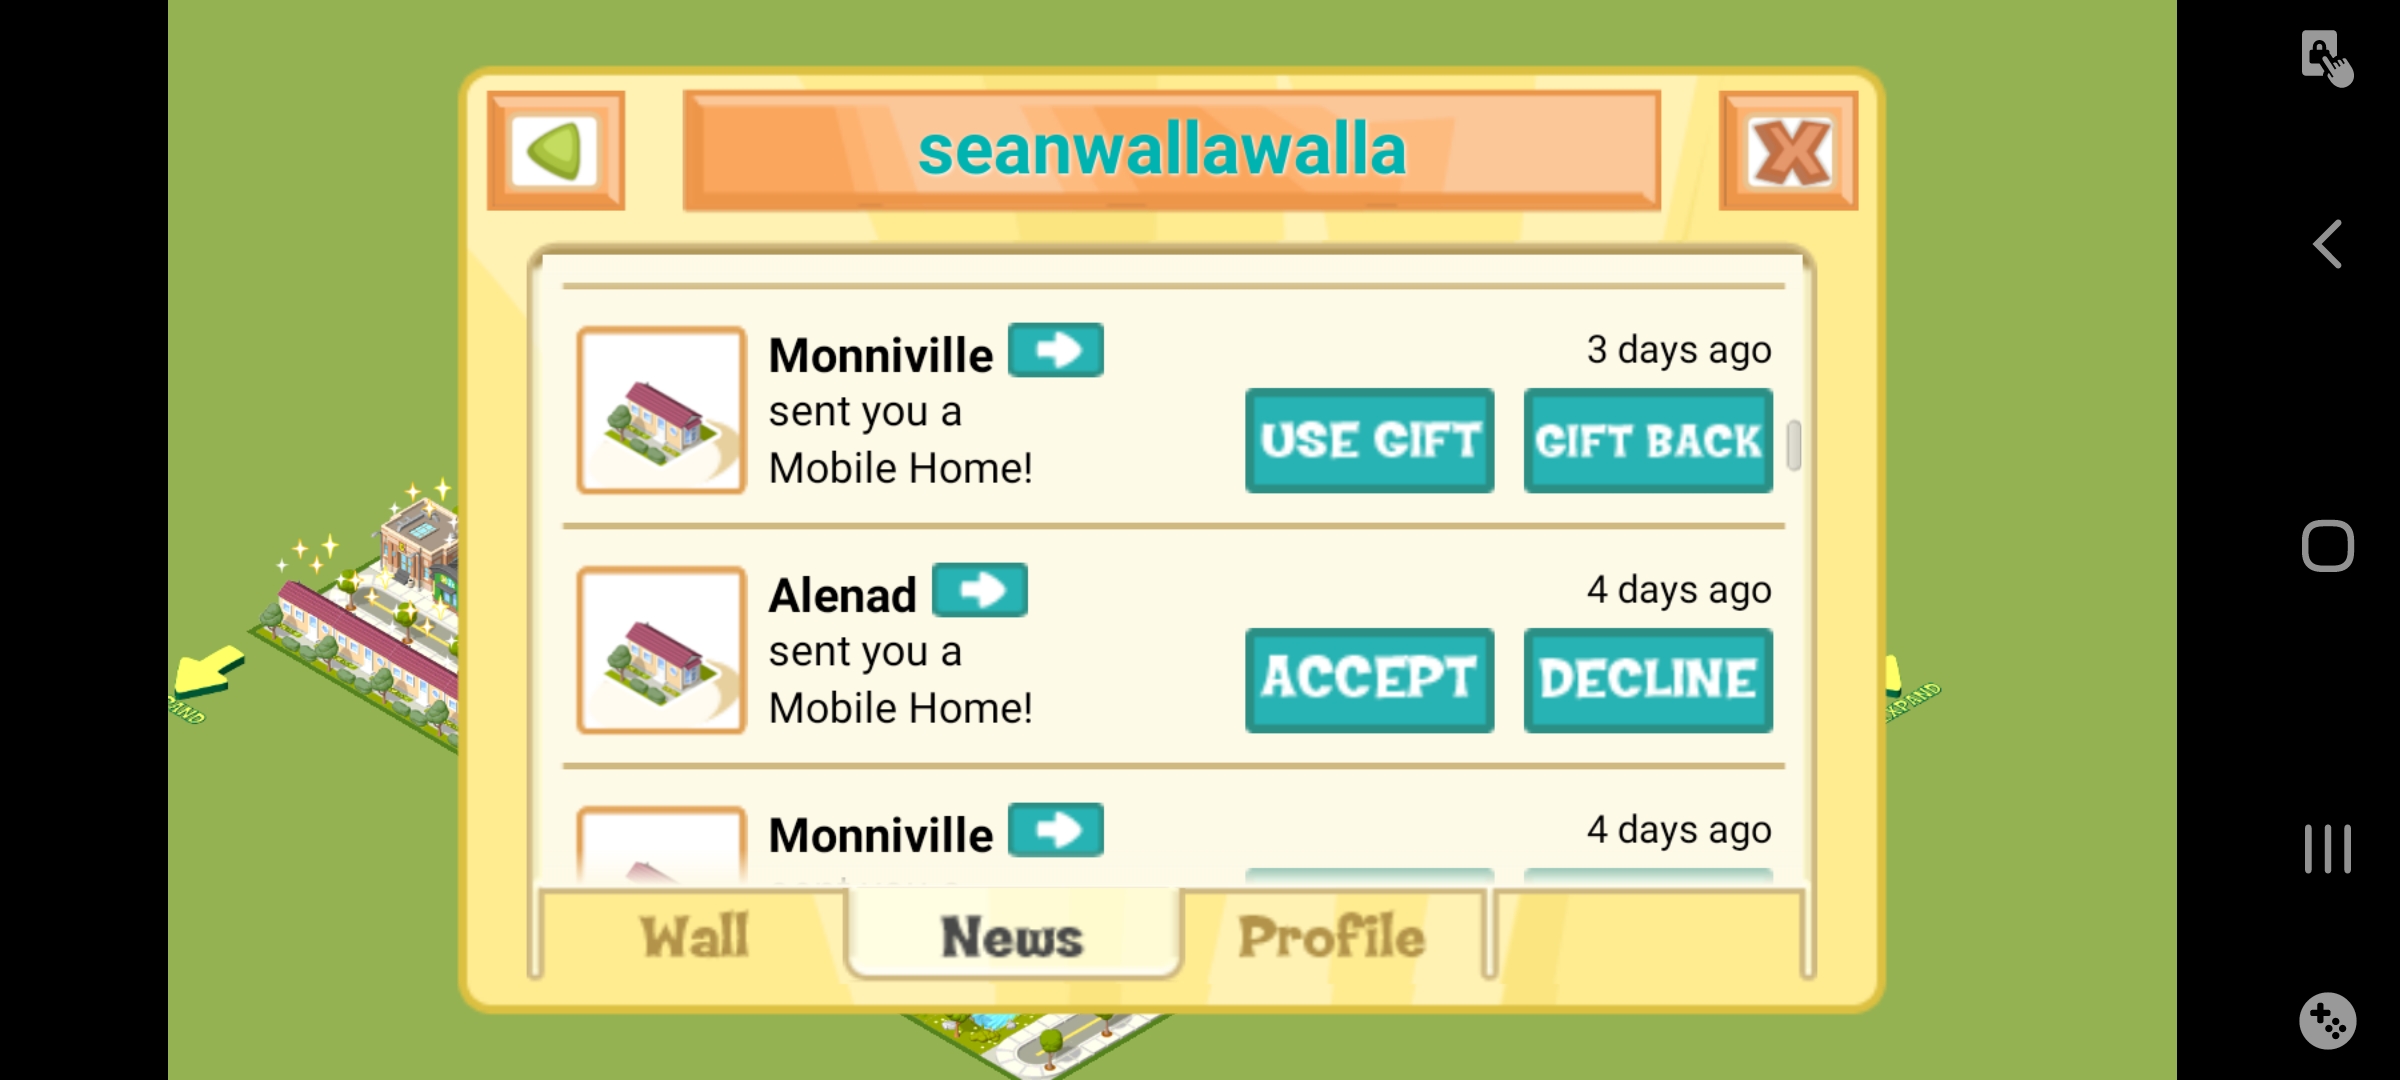 seanwallawalla
Monniville
3 days ago
sent you a
Mobile Home!
USE GIFT
GIFT BACK
Alenad
4 days ago
sent you a
Mobile Home!
ACCEPT
DECLINE
Monniville
4 days ago
Wall
News
Profile